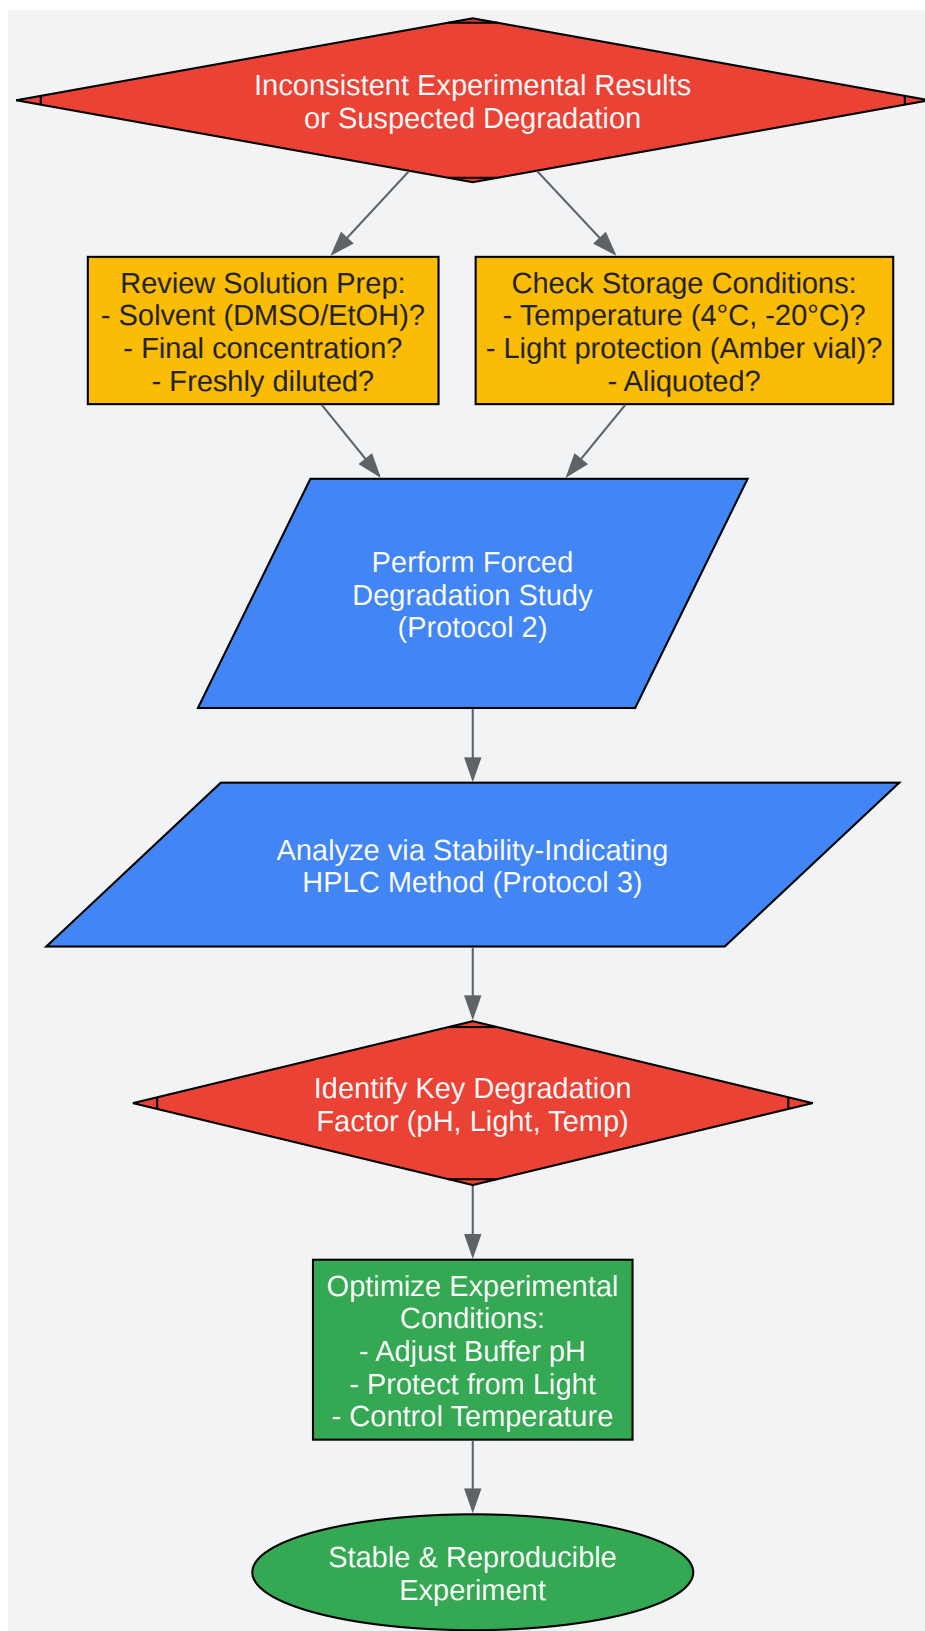 Inconsistent Experimental Results
or Suspected Degradation
Review Solution Prep:
- Solvent (DMSO/EtOH)?
- Final concentration?
- Freshly diluted?
Check Storage Conditions:
- Temperature (4°C, -20°C)?
- Light protection (Amber vial)?
- Aliquoted?
Perform Forced
Degradation Study
(Protocol 2)
Analyze via Stability-Indicating
HPLC Method (Protocol 3)
Identify Key Degradation
Factor (pH, Light, Temp)
Optimize Experimental
Conditions:
- Adjust Buffer pH
- Protect from Light
- Control Temperature
Stable & Reproducible
Experiment